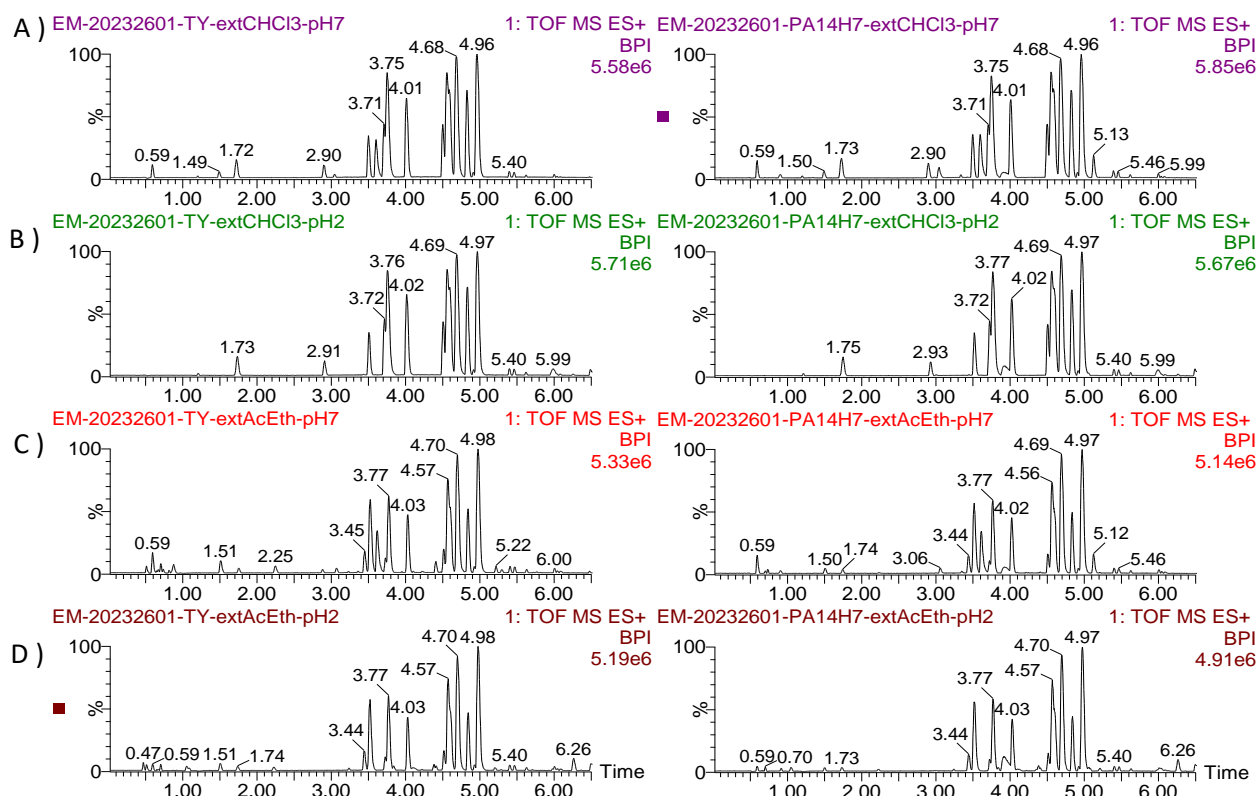 A )
EM-20232601-TY-extCHCl3-pH7
1: TOF MS ES+
BPI
5.58e6
%
100
0
0.59
1.49
1.72
2.90
3.71
3.75
4.01
4.68
4.96
5.40
1.00 2.00 3.00 4.00 5.00 6.00
EM-20232601-PA14H7-extCHCl3-pH7
1: TOF MS ES+
BPI
5.85e6
%
100
0
0.59
1.50
1.73
2.90
3.71
3.75
4.01
4.68
4.96
5.13
5.46
5.99
1.00 2.00 3.00 4.00 5.00 6.00
B )
EM-20232601-TY-extCHCl3-pH2
1: TOF MS ES+
BPI
5.71e6
%
100
0
1.73
2.91
3.72
3.76
4.02
4.69
4.97
5.40
5.99
1.00 2.00 3.00 4.00 5.00 6.00
EM-20232601-PA14H7-extCHCl3-pH2
1: TOF MS ES+
BPI
5.67e6
%
100
0
1.75
2.93
3.72
3.77
4.02
4.69
4.97
5.40
5.99
1.00 2.00 3.00 4.00 5.00 6.00
C )
EM-20232601-TY-extAcEth-pH7
1: TOF MS ES+
BPI
5.33e6
%
100
0
0.59
1.51
2.25
3.45
3.77
4.03
4.57
4.70
4.98
5.22
6.00
1.00 2.00 3.00 4.00 5.00 6.00
EM-20232601-PA14H7-extAcEth-pH7
1: TOF MS ES+
BPI
5.14e6
%
100
0
0.59
1.50
1.74
3.06
3.44
3.77
4.02
4.56
4.69
4.97
5.12
5.46
1.00 2.00 3.00 4.00 5.00 6.00
D )
EM-20232601-TY-extAcEth-pH2
1: TOF MS ES+
BPI
5.19e6
%
100
0
0.47
0.59
1.51
1.74
3.44
3.77
4.03
4.57
4.70
4.98
5.40
6.26
Time
1.00 2.00 3.00 4.00 5.00 6.00
EM-20232601-PA14H7-extAcEth-pH2
1: TOF MS ES+
BPI
4.91e6
%
100
0
0.59
0.70
1.73
3.44
3.77
4.03
4.57
4.70
4.97
5.40
6.26
Time
1.00 2.00 3.00 4.00 5.00 6.00